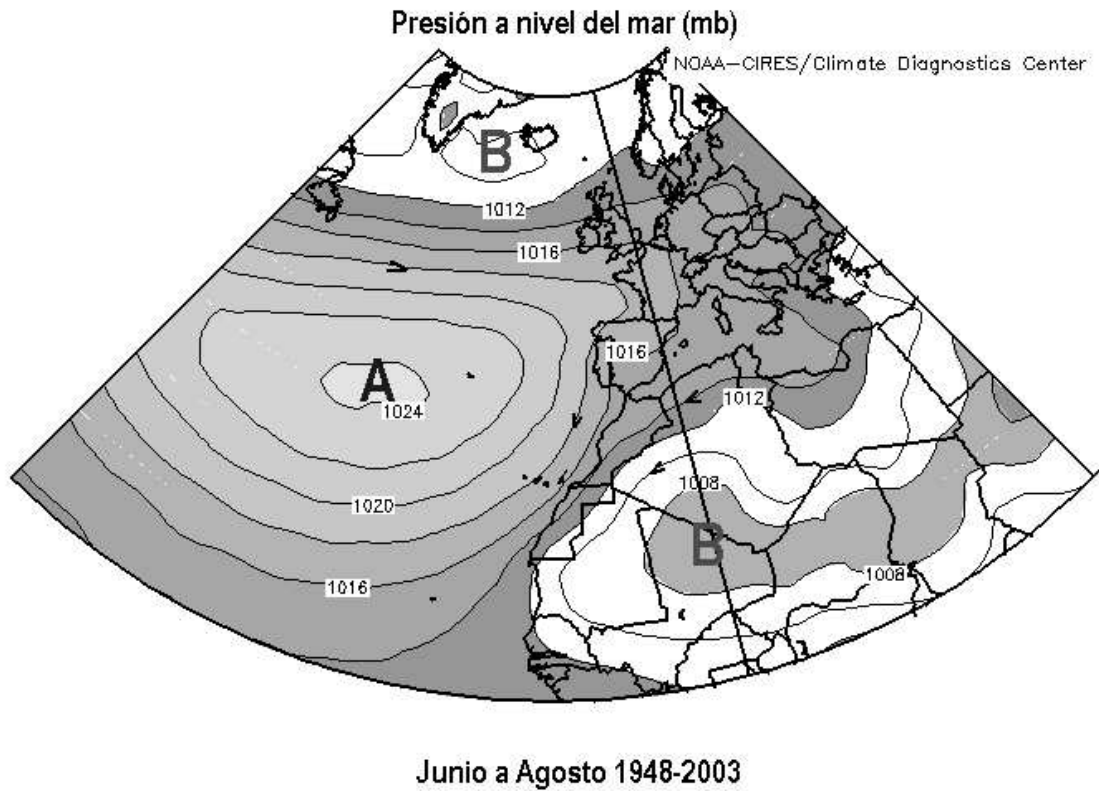 Presión a nivel del mar (mb)
NOAA-CIRES/Climate Diagnostics Center
B
1012
1016
1016
A
1024
1012
1008
1020
B
1016
1008
Junio a Agosto 1948-2003